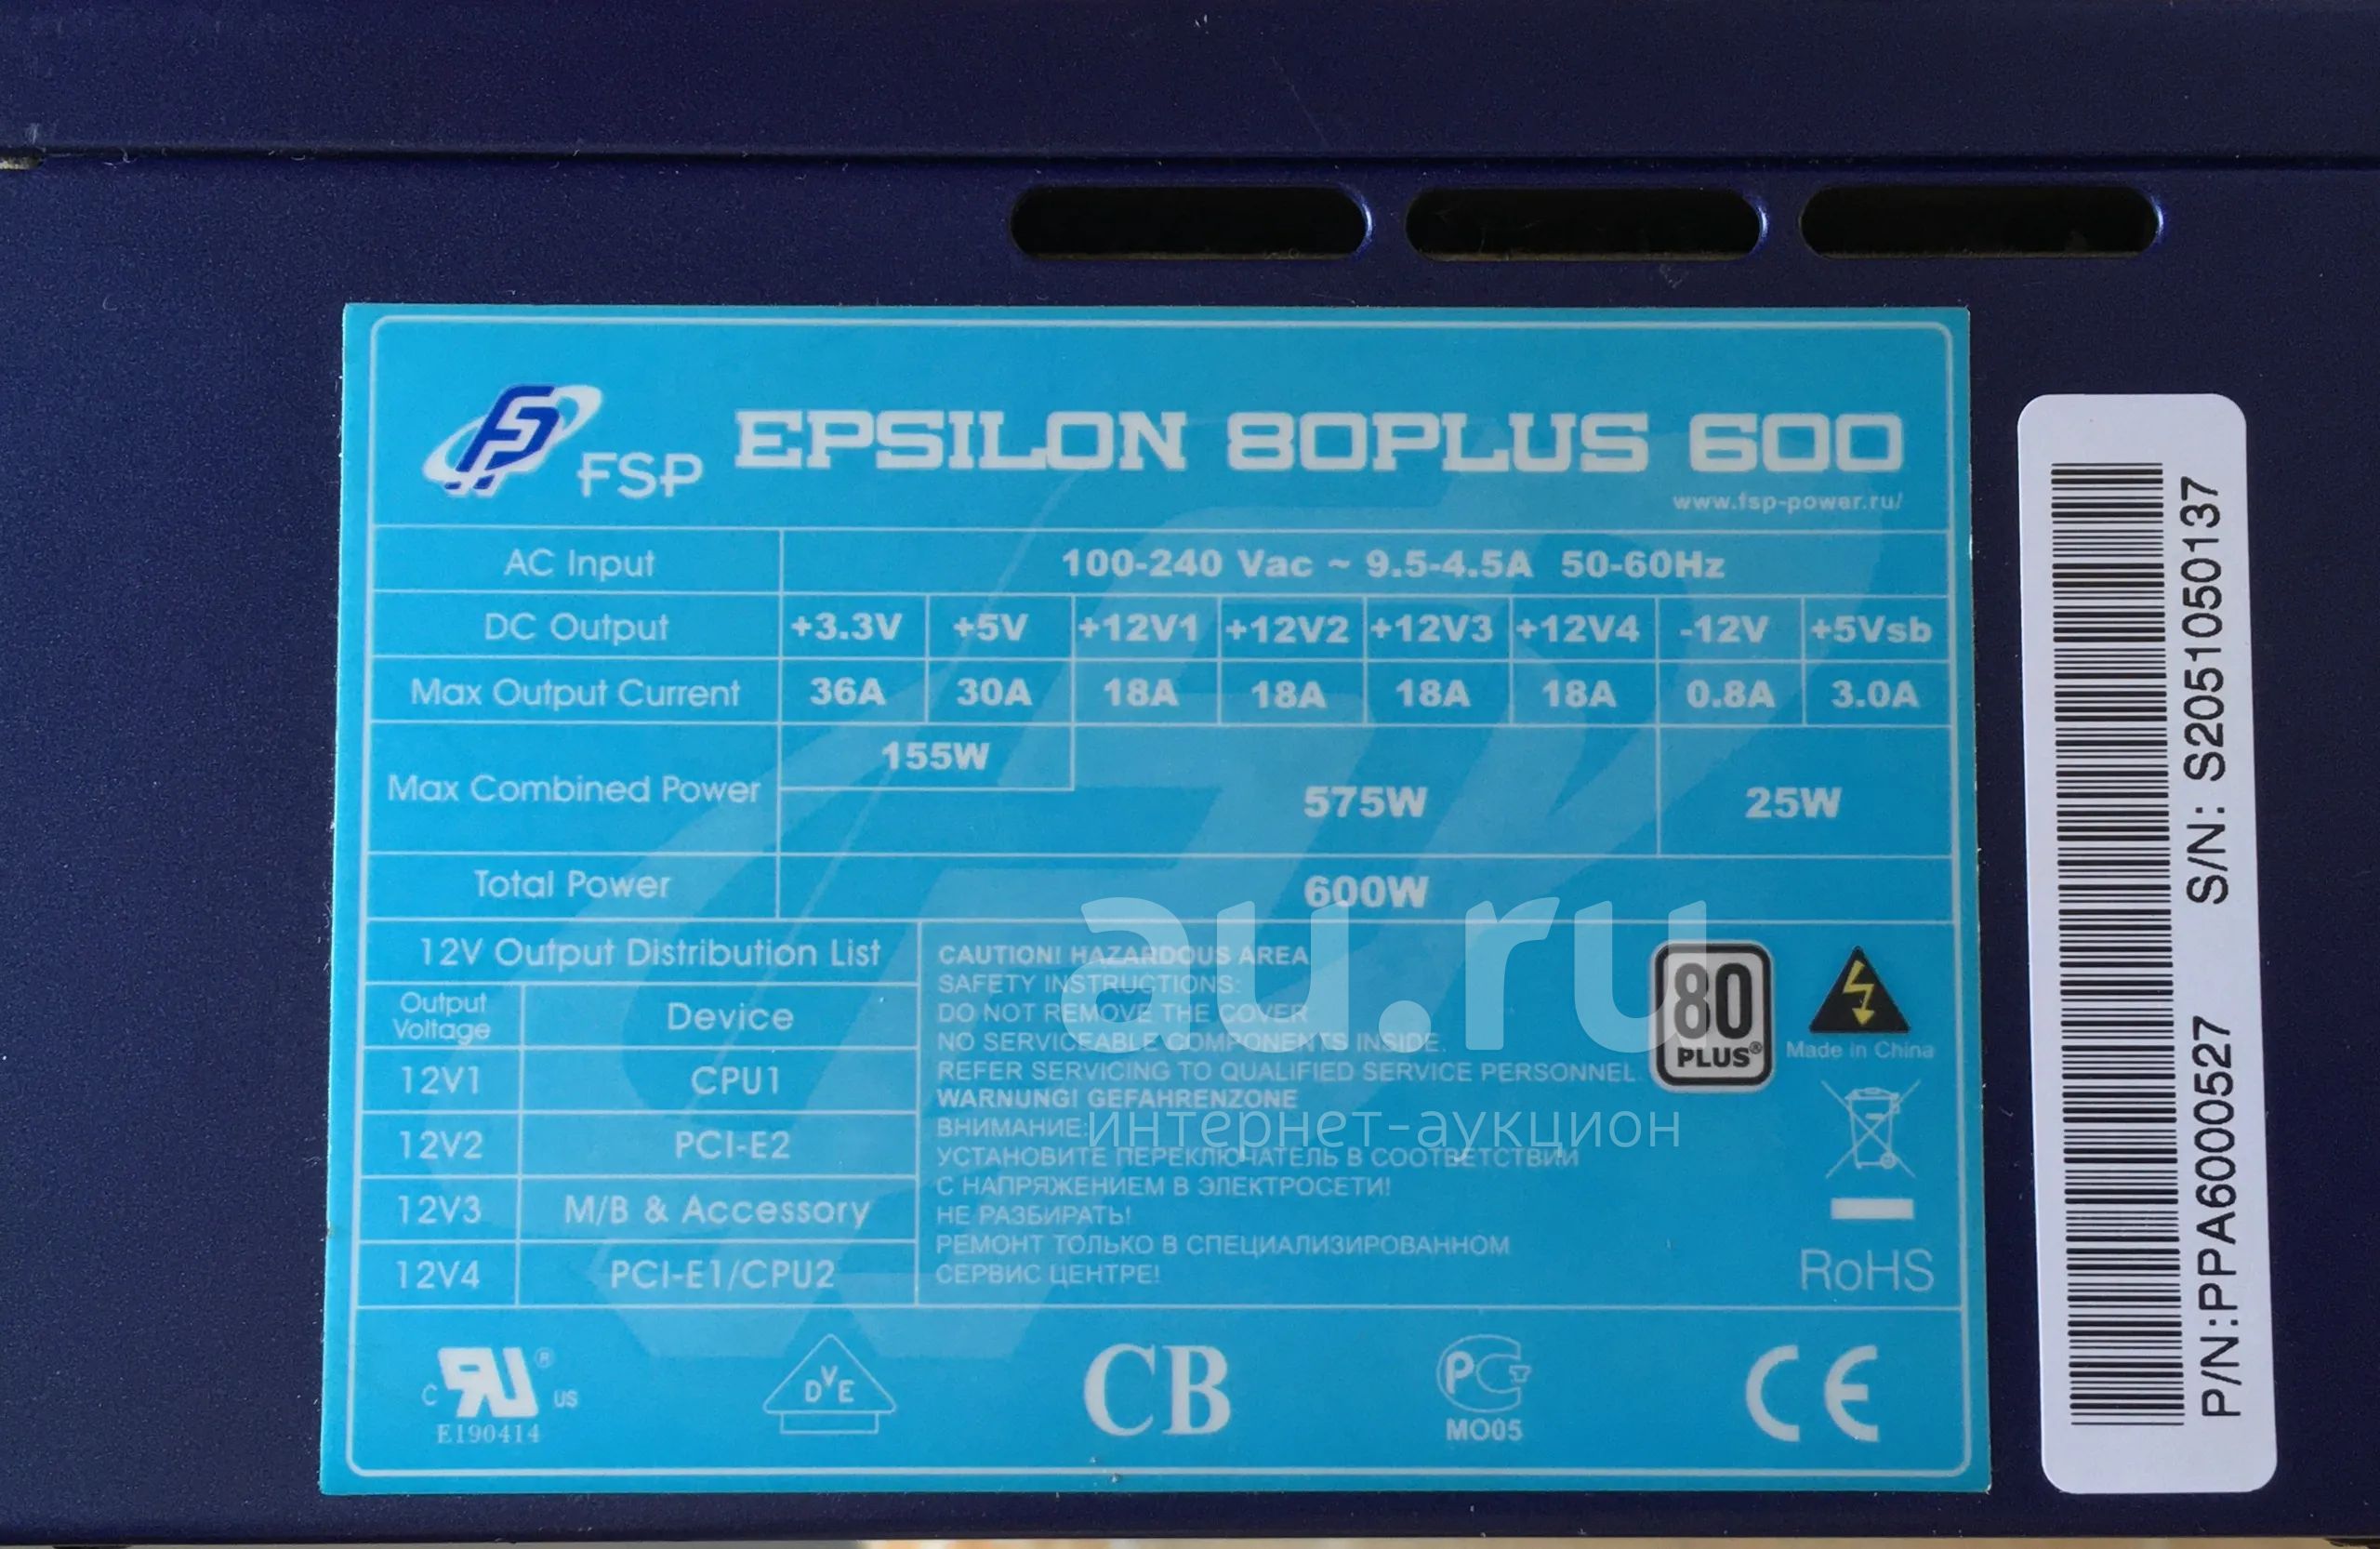 FSP EPSILON 80PLUS 600
www.fsp-power.ru/
AC Input 100-240 Vac ~ 9.5-4.5A 50-60Hz
DC Output +3.3V +5V +12V1 +12V2 +12V3 +12V4 -12V +5Vsb
Max Output Current 36A 30A 18A 18A 18A 18A 0.8A 3.0A
Max Combined Power 155W 575W 25W
Total Power 600W
12V Output Distribution List
Output Voltage Device
12V1 CPU1
12V2 PCI-E2
12V3 M/B & Accessory
12V4 PCI-E1/CPU2
CAUTION! HAZARDOUS AREA
SAFETY INSTRUCTIONS:
DO NOT REMOVE THE COVER
NO SERVICEABLE COMPONENTS INSIDE.
REFER SERVICING TO QUALIFIED SERVICE PERSONNEL
WARNUNG! GEFAHRENZONE
ВНИМАНИЕ:
УСТАНОВИТЕ ПЕРЕКЛЮЧАТЕЛЬ В СООТВЕТСТВИИ
С НАПРЯЖЕНИЕМ В ЭЛЕКТРОСЕТИ!
НЕ РАЗБИРАТЬ!
РЕМОНТ ТОЛЬКО В СПЕЦИАЛИЗИРОВАННОМ
СЕРВИС ЦЕНТРЕ!
80
PLUS®
Made in China
RoHS
C RU ® US
E190414
DVE
CB
PCT
MO05
CE
S/N: S2051050137
P/N:PPA6000527
au.ru
интернет-аукцион